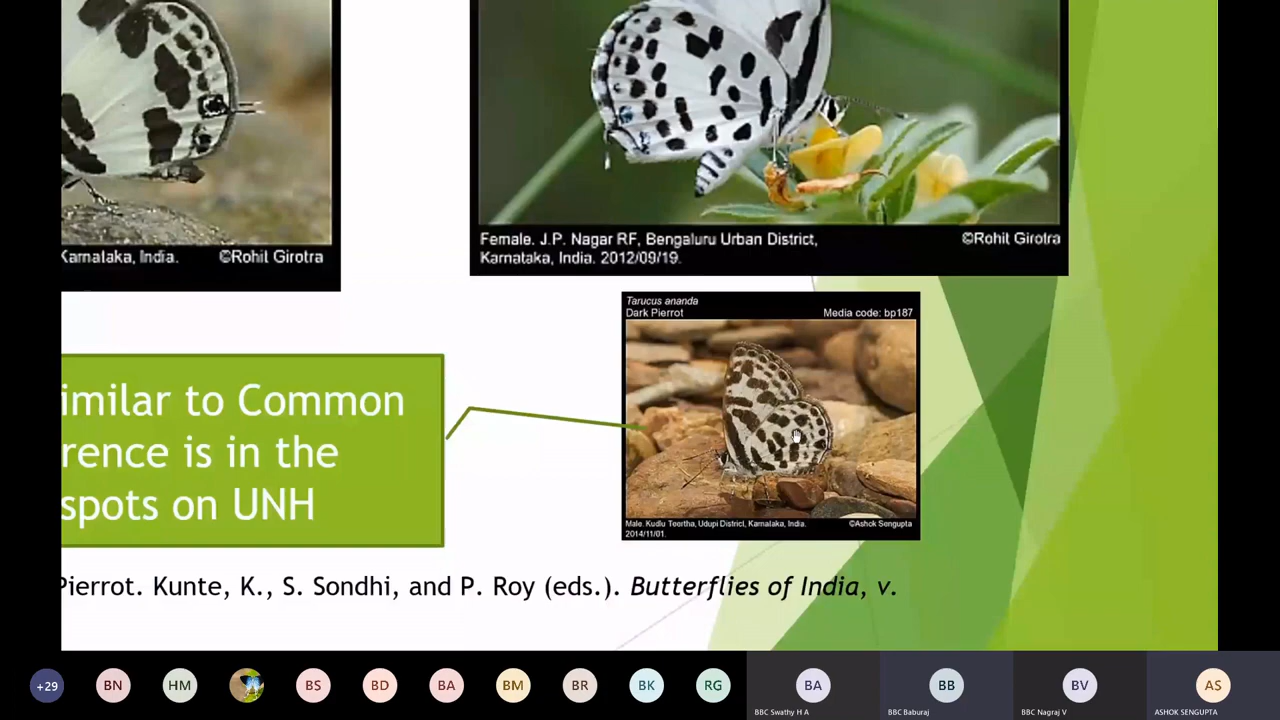 Karnataka, India. ©Rohit Girotra
Female. J.P. Nagar RF, Bengaluru Urban District, ©Rohit Girotra
Karnataka, India. 2012/09/19.
Tarucus ananda
Dark Pierrot Media code: bp187
imilar to Common
rence is in the
spots on UNH
Male. Kudlu Teertha, Udupi District, Karnataka, India. ©Ashok Sengupta
2014/11/01.
Pierrot. Kunte, K., S. Sondhi, and P. Roy (eds.). Butterflies of India, v.
+29 BN HM BS BD BA BM BR BK RG BA BB BV AS
BBC Swathy H A BBC Baburaj BBC Nagraj V ASHOK SENGUPTA